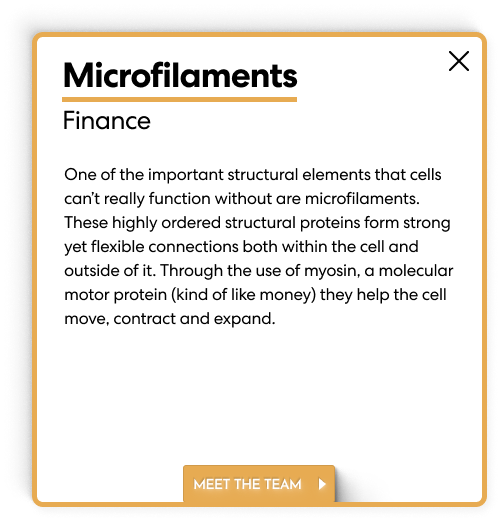 Microfilaments
Finance
One of the important structural elements that cells
can’t really function without are microfilaments.
These highly ordered structural proteins form strong
yet flexible connections both within the cell and
outside of it. Through the use of myosin, a molecular
motor protein (kind of like money) they help the cell
move, contract and expand.
MEET THE TEAM